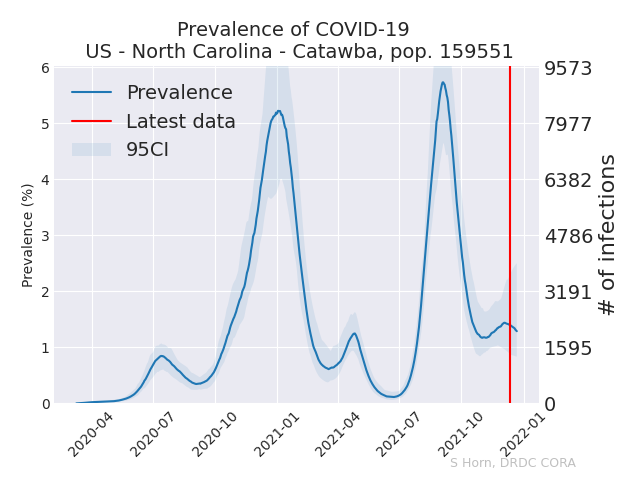 Prevalence of COVID-19
US - North Carolina - Catawba, pop. 159551
Prevalence
Latest data
95CI
Prevalence (%)
6
5
4
3
2
1
0
9573
7977
6382
4786
3191
1595
0
# of infections
2020-04
2020-07
2020-10
2021-01
2021-04
2021-07
2021-10
2022-01
S Horn, DRDC CORA